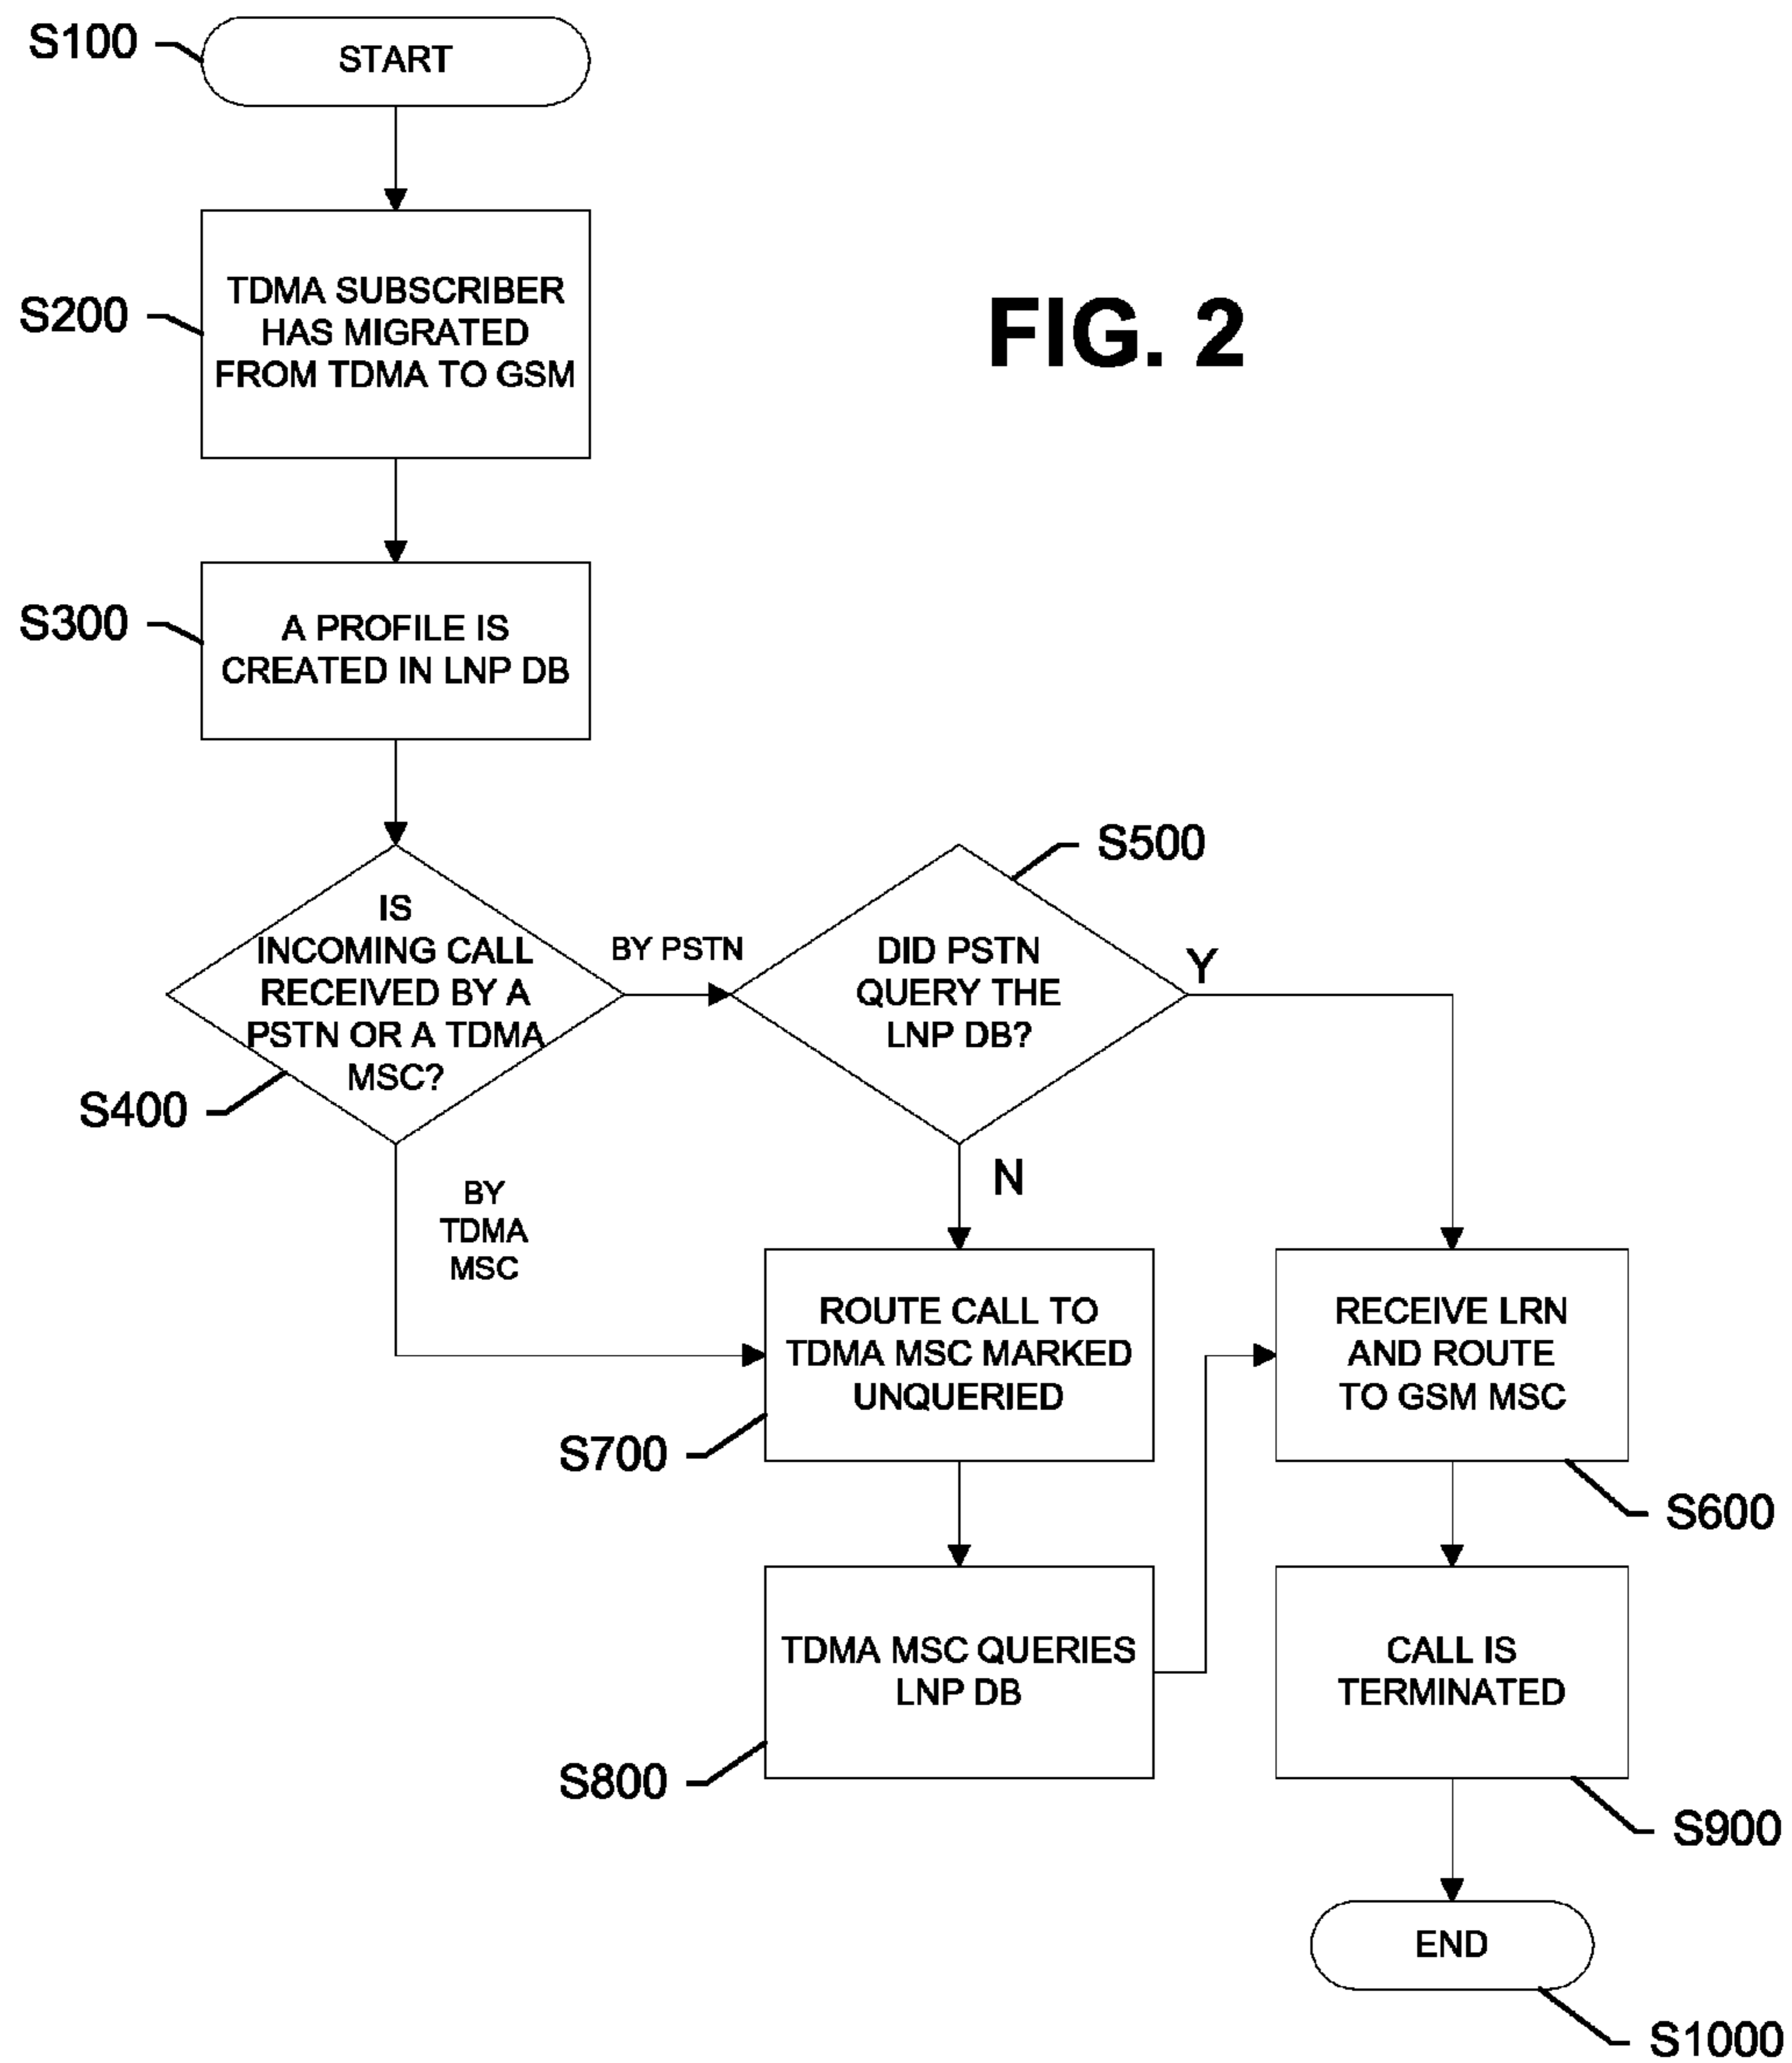 S100
START
S200
TDMA SUBSCRIBER
HAS MIGRATED
FROM TDMA TO GSM
FIG. 2
S300
A PROFILE IS
CREATED IN LNP DB
IS
INCOMING CALL
RECEIVED BY A
PSTN OR A TDMA
MSC?
S400
BY PSTN
S500
DID PSTN
QUERY THE
LNP DB?
Y
N
BY
TDMA
MSC
ROUTE CALL TO
TDMA MSC MARKED
UNQUERIED
S700
RECEIVE LRN
AND ROUTE
TO GSM MSC
S600
TDMA MSC QUERIES
LNP DB
S800
CALL IS
TERMINATED
S900
END
S1000